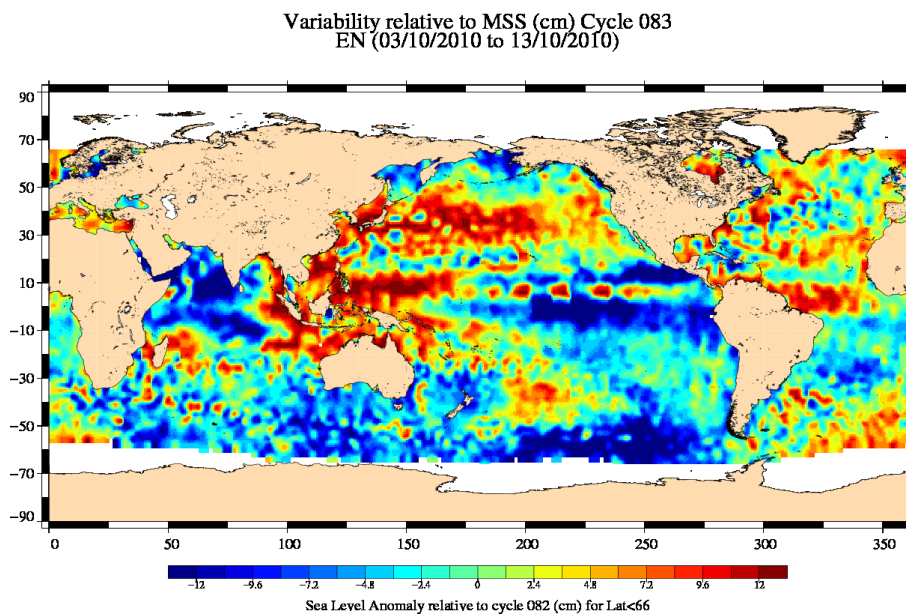 Variability relative to MSS (cm) Cycle 083
EN (03/10/2010 to 13/10/2010)
90
70
50
30
10
−10
−30
−50
−70
−90
0 50 100 150 200 250 300 350
−12 −9.6 −7.2 −4.8 −2.4 0 2.4 4.8 7.2 9.6 12
Sea Level Anomaly relative to cycle 082 (cm) for Lat<66